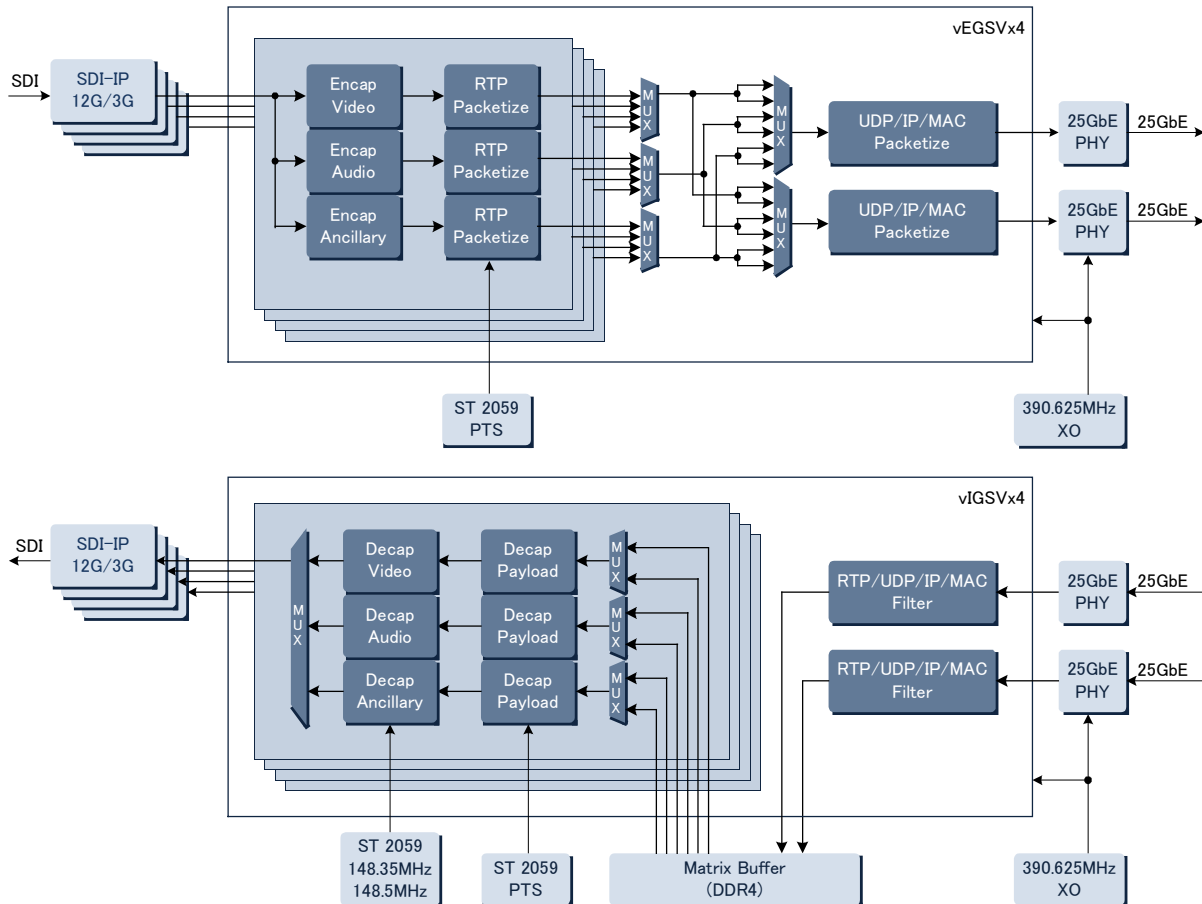 vEGSVx4
SDI
SDI-IP
12G/3G
Encap
Video
RTP
Packetize
MUX
MUX
UDP/IP/MAC
Packetize
25GbE
PHY
25GbE
Encap
Audio
RTP
Packetize
MUX
Encap
Ancillary
RTP
Packetize
MUX
MUX
UDP/IP/MAC
Packetize
25GbE
PHY
25GbE
ST 2059
PTS
390.625MHz
XO
vIGSVx4
SDI
SDI-IP
12G/3G
MUX
Decap
Video
Decap
Payload
MUX
RTP/UDP/IP/MAC
Filter
25GbE
PHY
25GbE
Decap
Audio
Decap
Payload
MUX
Decap
Ancillary
Decap
Payload
MUX
RTP/UDP/IP/MAC
Filter
25GbE
PHY
25GbE
ST 2059
148.35MHz
148.5MHz
ST 2059
PTS
Matrix Buffer
(DDR4)
390.625MHz
XO